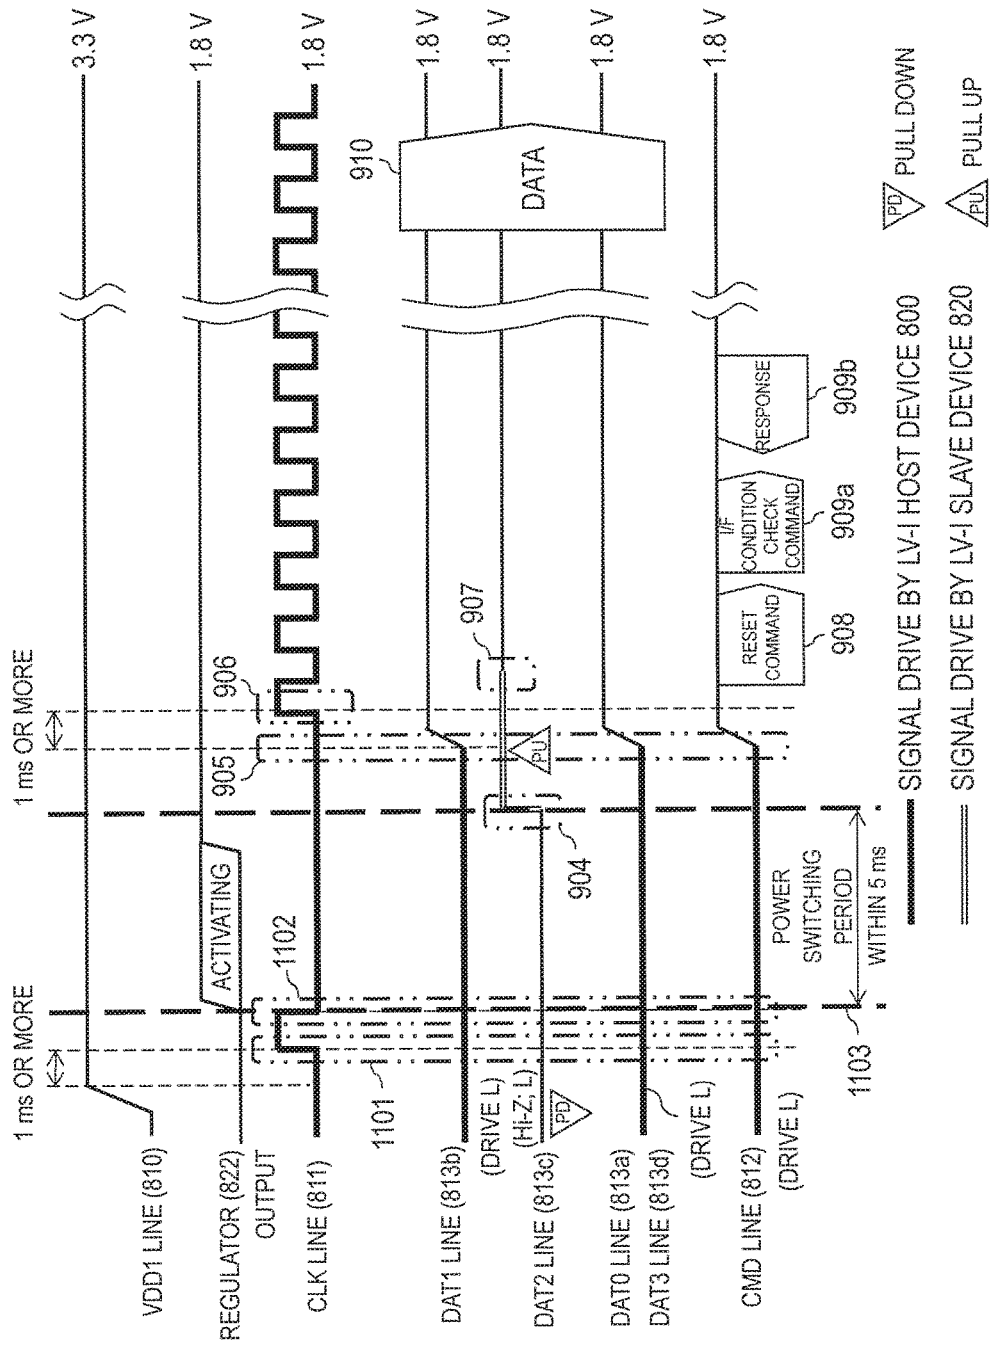 1 ms OR MORE
1 ms OR MORE
VDD1 LINE (810)
3.3 V
REGULATOR (822)
OUTPUT
ACTIVATING
1.8 V
CLK LINE (811)
1102
905
906
1.8 V
1101
DAT1 LINE (813b)
(DRIVE L)
910
1.8 V
DAT2 LINE (813c)
(Hi-Z; L)
PD
904
PU
907
DATA
1.8 V
DAT0 LINE (813a)
DAT3 LINE (813d)
(DRIVE L)
1.8 V
CMD LINE (812)
(DRIVE L)
RESET
COMMAND
908
I/F
CONDITION
CHECK
COMMAND
909a
RESPONSE
909b
1.8 V
1103
POWER
SWITCHING
PERIOD
WITHIN 5 ms
SIGNAL DRIVE BY LV-I HOST DEVICE 800
PD PULL DOWN
SIGNAL DRIVE BY LV-I SLAVE DEVICE 820
PU PULL UP